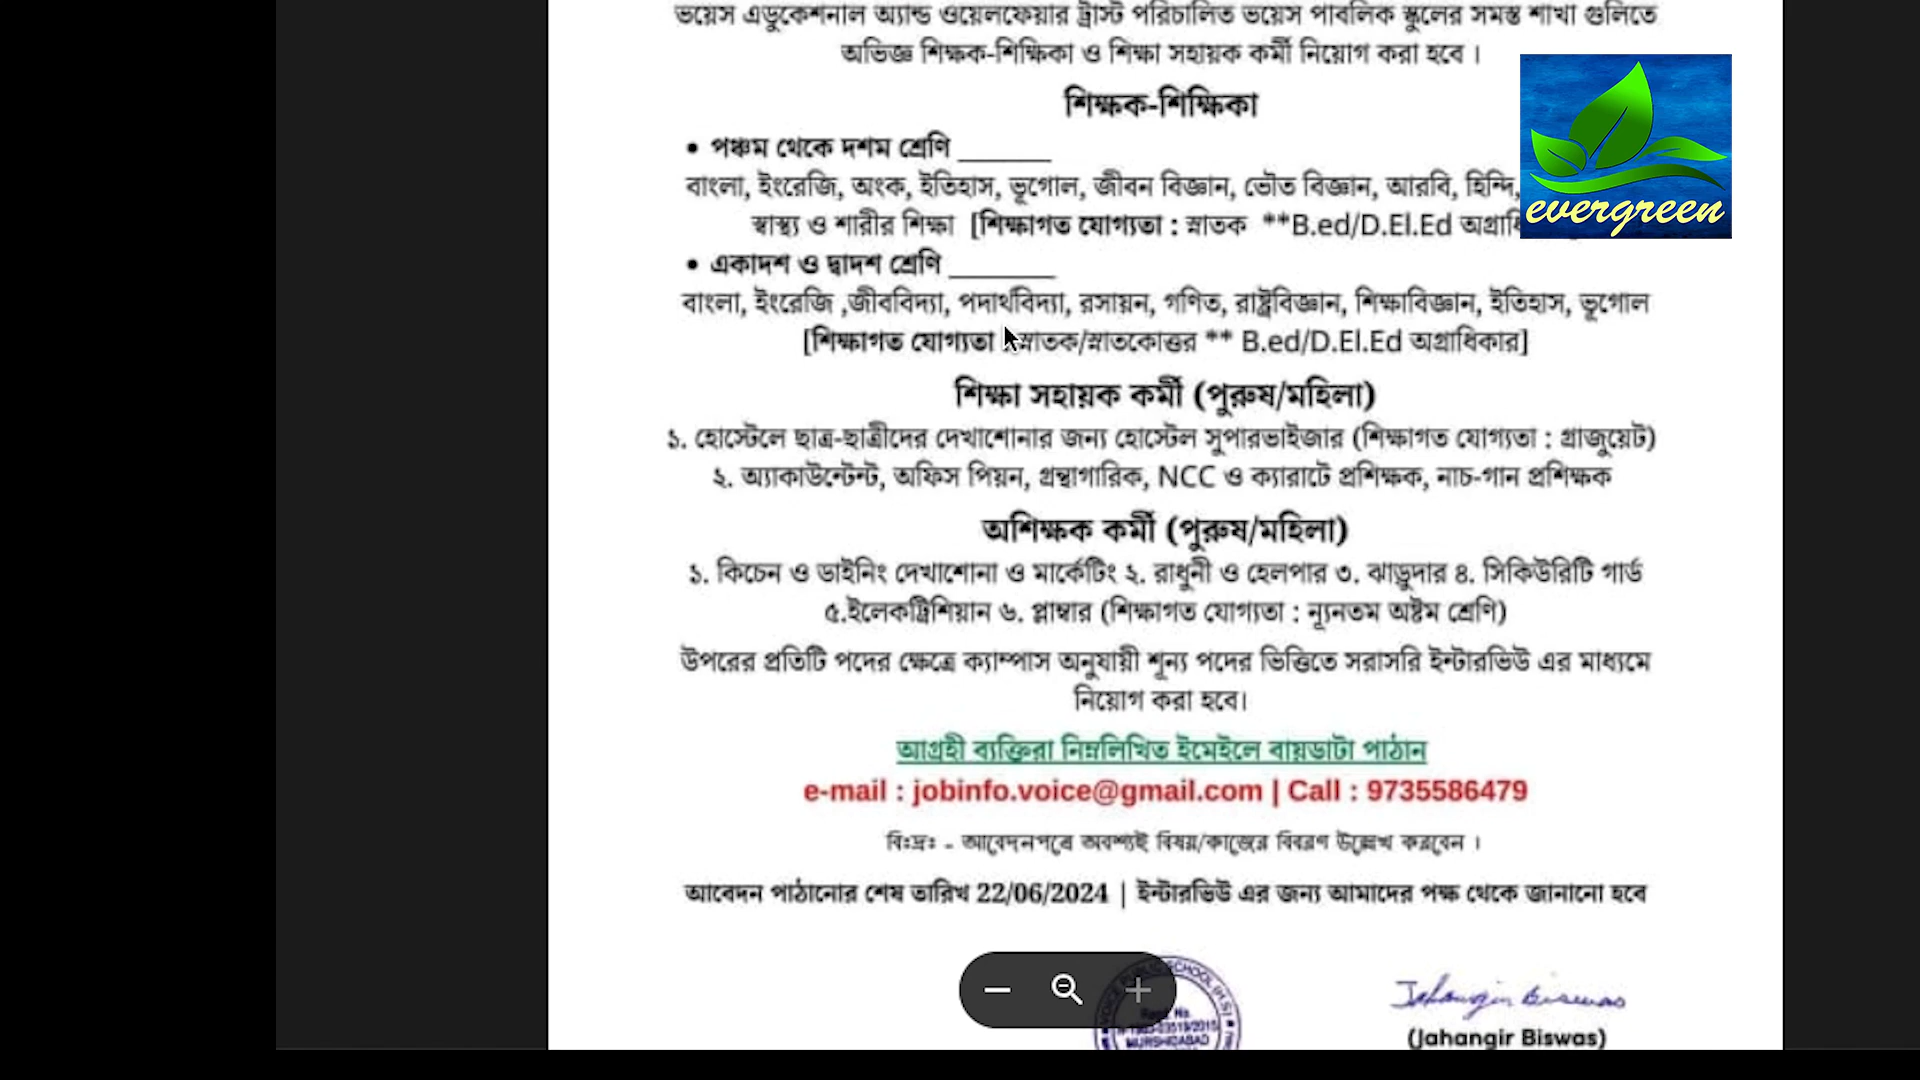 ভয়েস এডুকেশনাল অ্যান্ড ওয়েলফেয়ার ট্রাস্ট পরিচালিত ভয়েস পাবলিক স্কুলের সমস্ত শাখা গুলিতে
অভিজ্ঞ শিক্ষক-শিক্ষিকা ও শিক্ষা সহায়ক কর্মী নিয়োগ করা হবে ।
শিক্ষক-শিক্ষিকা
• পঞ্চম থেকে দশম শ্রেণি _______
বাংলা, ইংরেজি, অংক, ইতিহাস, ভূগোল, জীবন বিজ্ঞান, ভৌত বিজ্ঞান, আরবি, হিন্দি,
স্বাস্থ্য ও শারীর শিক্ষা [শিক্ষাগত যোগ্যতা : স্নাতক **B.ed/D.El.Ed
evergreen
• একাদশ ও দ্বাদশ শ্রেণি ________
বাংলা, ইংরেজি ,জীববিদ্যা, পদার্থবিদ্যা, রসায়ন, গণিত, রাষ্ট্রবিজ্ঞান, শিক্ষাবিজ্ঞান, ইতিহাস, ভূগোল
[শিক্ষাগত যোগ্যতা স্নাতক/স্নাতকোত্তর ** B.ed/D.El.Ed অগ্রাধিকার]
শিক্ষা সহায়ক কর্মী (পুরুষ/মহিলা)
১. হোস্টেলে ছাত্র-ছাত্রীদের দেখাশোনার জন্য হোস্টেল সুপারভাইজার (শিক্ষাগত যোগ্যতা : গ্রাজুয়েট)
২. অ্যাকাউন্টেন্ট, অফিস পিয়ন, গ্রন্থাগারিক, NCC ও ক্যারাটে প্রশিক্ষক, নাচ-গান প্রশিক্ষক
অশিক্ষক কর্মী (পুরুষ/মহিলা)
১. কিচেন ও ডাইনিং দেখাশোনা ও মার্কেটিং ২. রাধুনী ও হেলপার ৩. ঝাড়ুদার ৪. সিকিউরিটি গার্ড
৫.ইলেকট্রিশিয়ান ৬. প্লাম্বার (শিক্ষাগত যোগ্যতা : ন্যূনতম অষ্টম শ্রেণি)
উপরের প্রতিটি পদের ক্ষেত্রে ক্যাম্পাস অনুযায়ী শূন্য পদের ভিত্তিতে সরাসরি ইন্টারভিউ এর মাধ্যমে
নিয়োগ করা হবে।
আগ্রহী ব্যক্তিরা নিম্নলিখিত ইমেইলে বায়ডাটা পাঠান
e-mail : jobinfo.voice@gmail.com | Call : 9735586479
বিঃদ্রঃ - আবেদনপত্রে অবশ্যই বিষয়/কাজের বিবরণ উল্লেখ করবেন ।
আবেদন পাঠানোর শেষ তারিখ 22/06/2024 | ইন্টারভিউ এর জন্য আমাদের পক্ষ থেকে জানানো হবে
Jahangir Biswas
(Jahangir Biswas)
MURSHIDABAD